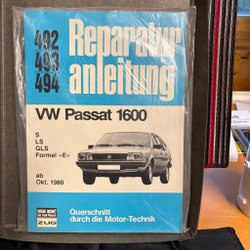 492
493
494
Reparatur
anleitung
VW Passat 1600
S
LS
GLS
Formel »E«
ab
Okt. 1980
ZUG
Querschnitt
durch die Motor-Technik